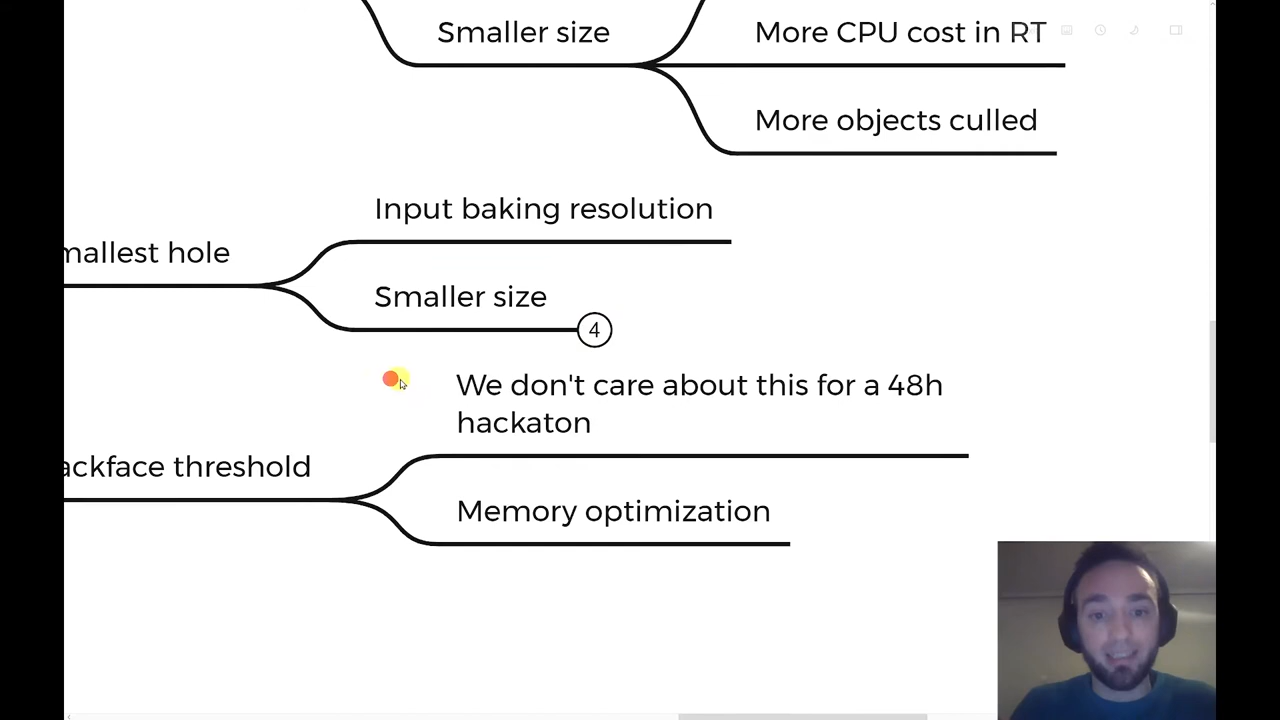 Smaller size
More CPU cost in RT
More objects culled
Input baking resolution
mallest hole
Smaller size
4
We don't care about this for a 48h
hackaton
ackface threshold
Memory optimization